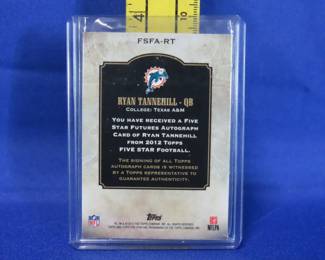 FSFA-RT
RYAN TANNEHILL - QB
COLLEGE: TEXAS A&M
YOU HAVE RECEIVED A FIVE
STAR FUTURES AUTOGRAPH
CARD OF RYAN TANNEHILL
FROM 2012 TOPPS
FIVE STAR FOOTBALL.
THE SIGNING OF ALL TOPPS
AUTOGRAPH CARDS IS WITNESSED
BY A TOPPS REPRESENTATIVE TO
GUARANTEE AUTHENTICITY.
NFL
Topps
NFLPA